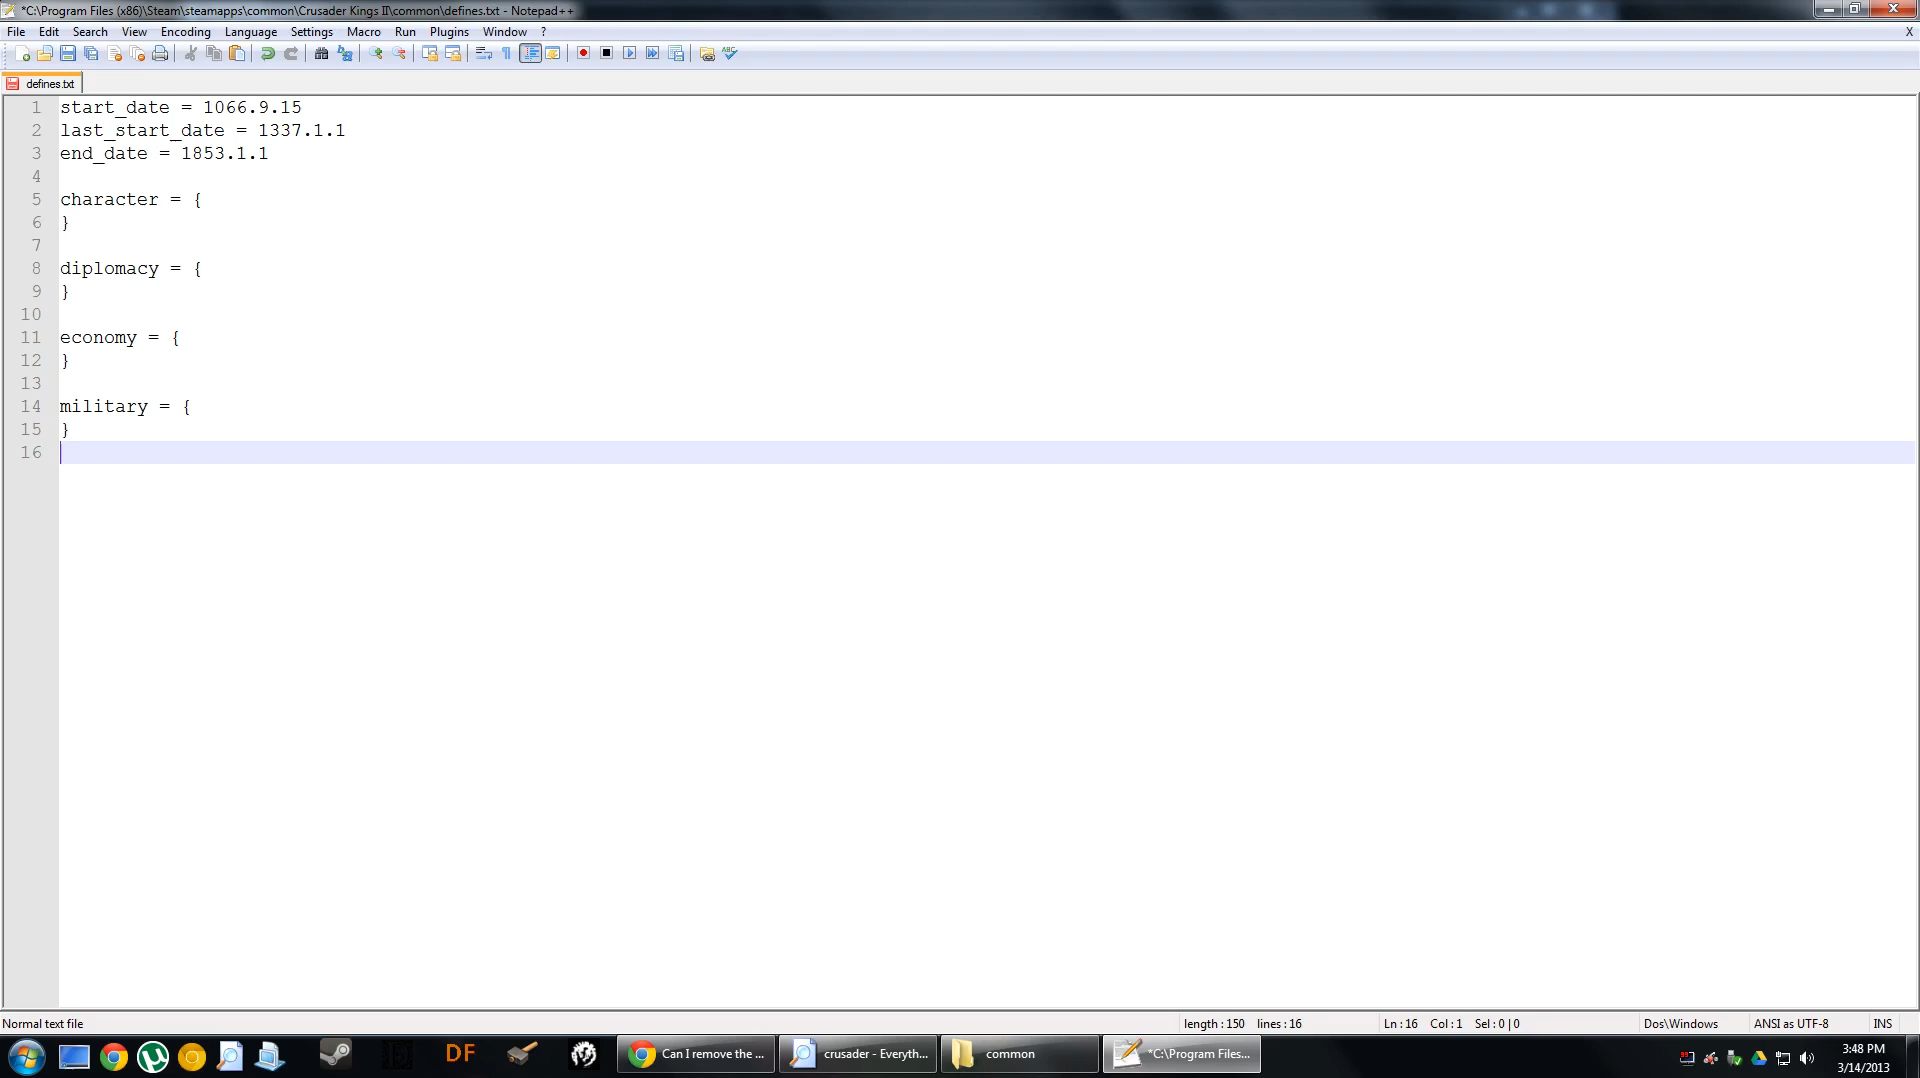 *C:\Program Files (x86)\Steam\steamapps\common\Crusader Kings II\common\defines.txt - Notepad++
File Edit Search View Encoding Language Settings Macro Run Plugins Window ? X
defines.txt
1 start_date = 1066.9.15
2 last_start_date = 1337.1.1
3 end_date = 1853.1.1
4
5 character = {
6 }
7
8 diplomacy = {
9 }
10
11 economy = {
12 }
13
14 military = {
15 }
16
Normal text file length : 150 lines : 16 Ln : 16 Col : 1 Sel : 0 | 0 Dos\Windows ANSI as UTF-8 INS
DF Can I remove the ... crusader - Everyth... common *C:\Program Files... 3:48 PM
3/14/2013